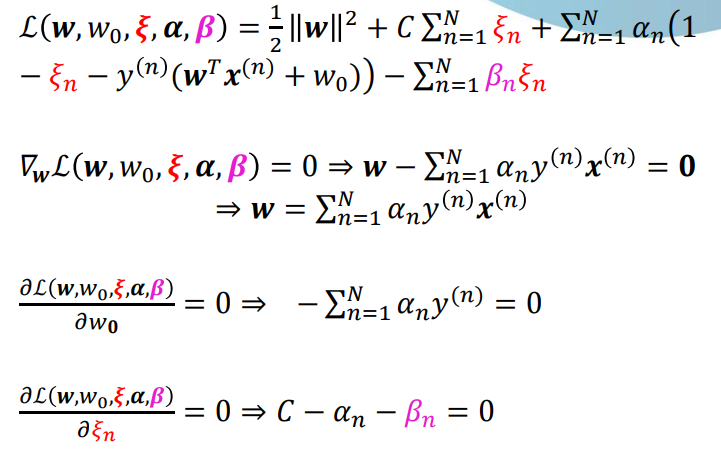 ℒ(𝒘, w₀, 𝝃, 𝜶, 𝜷) = ½‖𝒘‖² + C ∑ₙ₌₁ᴺ ξₙ + ∑ₙ₌₁ᴺ αₙ(1
− ξₙ − y⁽ⁿ⁾(𝒘ᵀ𝒙⁽ⁿ⁾ + w₀)) − ∑ₙ₌₁ᴺ βₙξₙ
∇_𝒘ℒ(𝒘, w₀, 𝝃, 𝜶, 𝜷) = 0 ⇒ 𝒘 − ∑ₙ₌₁ᴺ αₙy⁽ⁿ⁾𝒙⁽ⁿ⁾ = 𝟎
⇒ 𝒘 = ∑ₙ₌₁ᴺ αₙy⁽ⁿ⁾𝒙⁽ⁿ⁾
∂ℒ(𝒘,w₀,𝝃,𝜶,𝜷)/∂w₀ = 0 ⇒ − ∑ₙ₌₁ᴺ αₙy⁽ⁿ⁾ = 0
∂ℒ(𝒘,w₀,𝝃,𝜶,𝜷)/∂ξₙ = 0 ⇒ C − αₙ − βₙ = 0